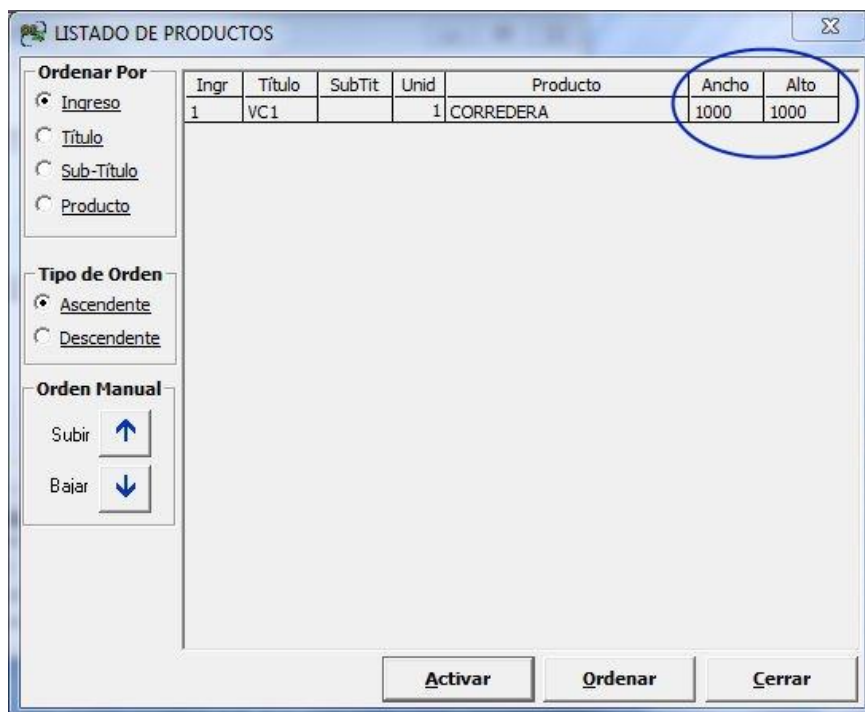 LISTADO DE PRODUCTOS
Ordenar Por
Ingreso
Título
Sub-Título
Producto
Tipo de Orden
Ascendente
Descendente
Orden Manual
Subir
Bajar
Ingr Título SubTit Unid Producto Ancho Alto
1 VC1 1 CORREDERA 1000 1000
Activar Ordenar Cerrar